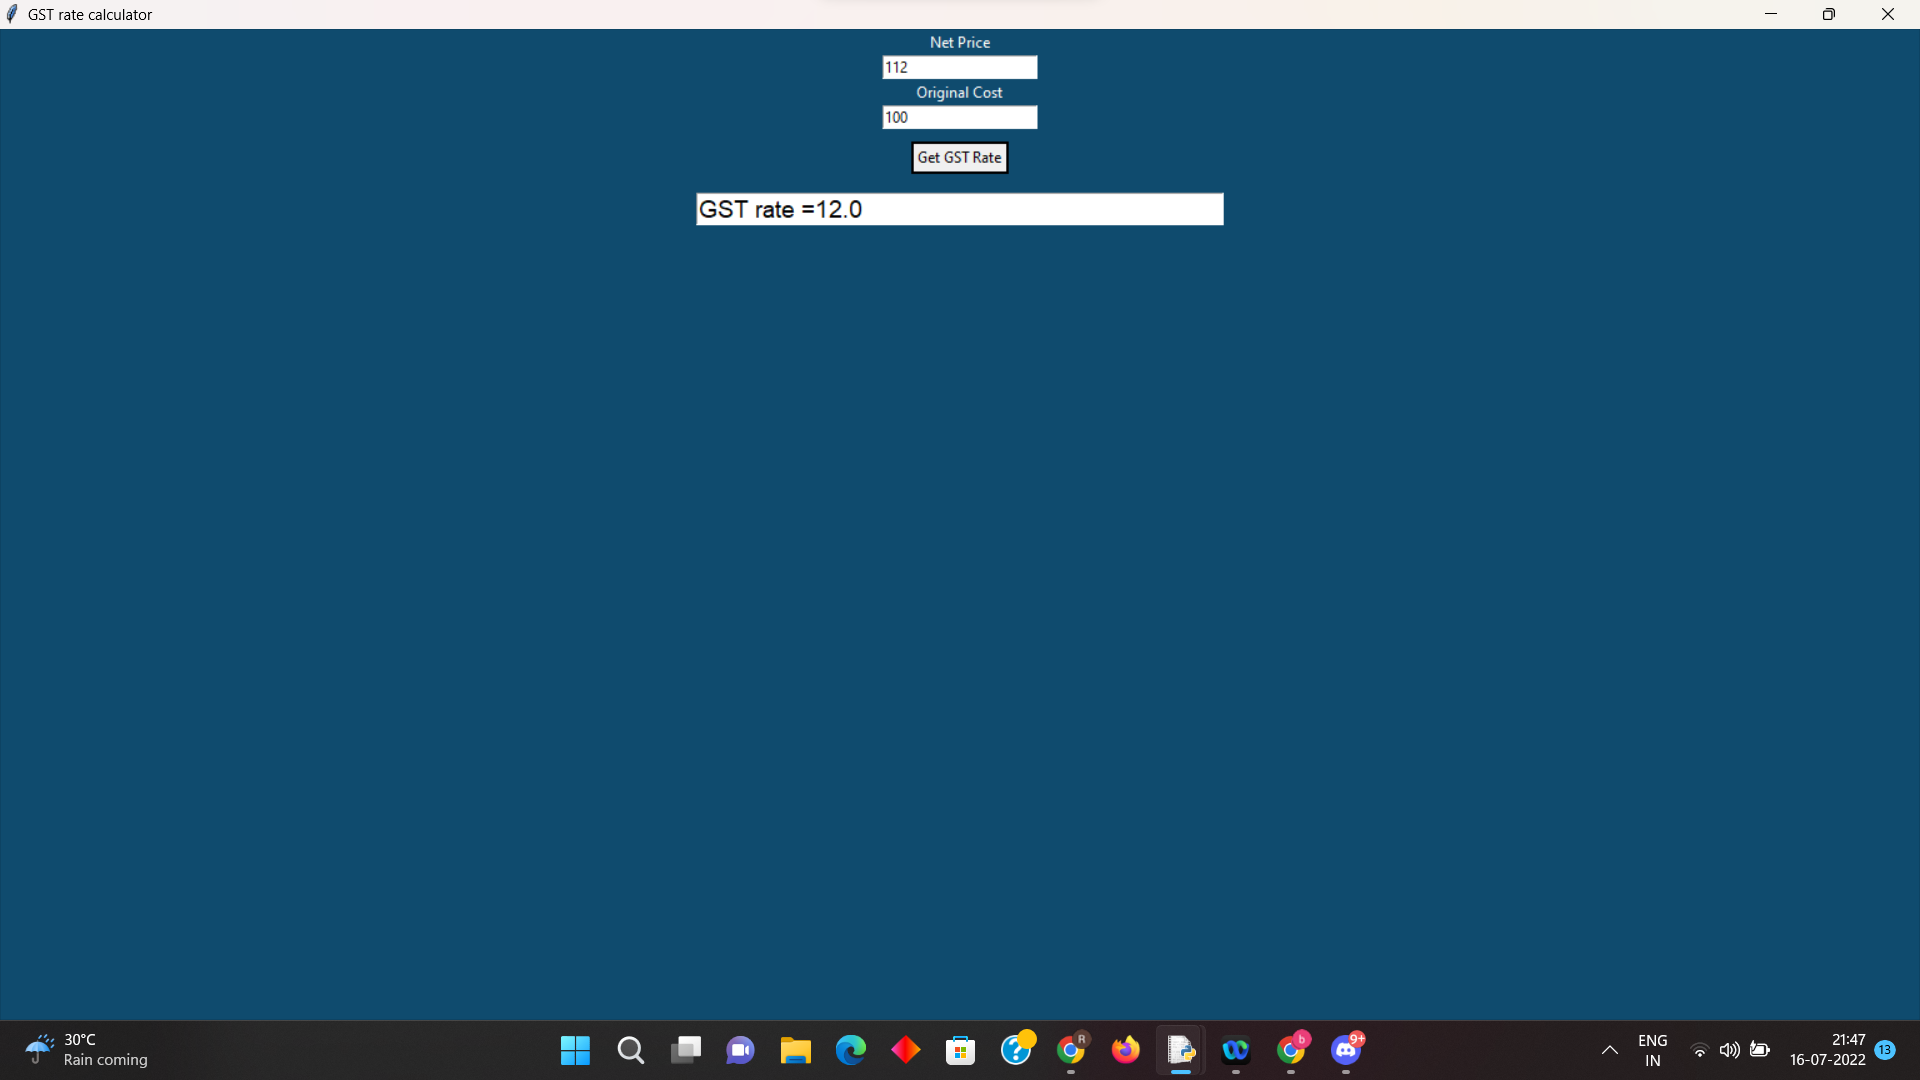 GST rate calculator
Net Price
112
Original Cost
100
Get GST Rate
GST rate =12.0
30°C
Rain coming
R
b
9+
ENG
IN
21:47
16-07-2022
13